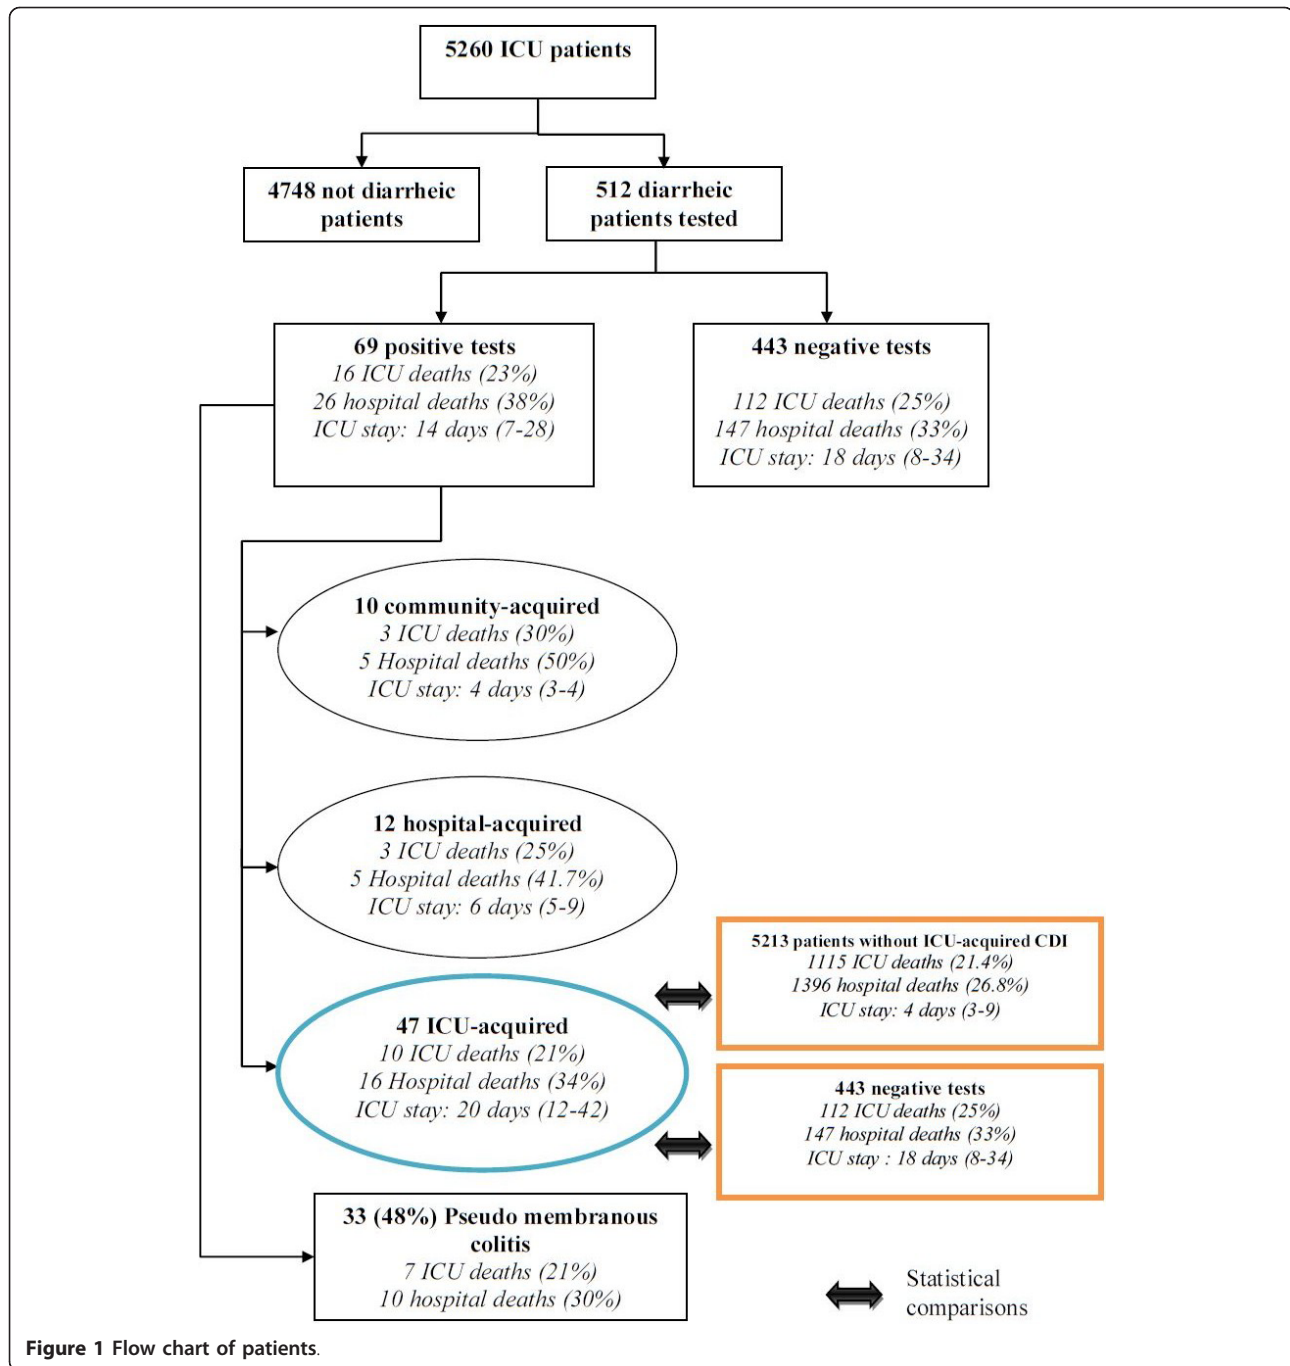 5260 ICU patients
4748 not diarrheic
patients
512 diarrheic
patients tested
69 positive tests
16 ICU deaths (23%)
26 hospital deaths (38%)
ICU stay: 14 days (7-28)
443 negative tests
112 ICU deaths (25%)
147 hospital deaths (33%)
ICU stay: 18 days (8-34)
10 community-acquired
3 ICU deaths (30%)
5 Hospital deaths (50%)
ICU stay: 4 days (3-4)
12 hospital-acquired
3 ICU deaths (25%)
5 Hospital deaths (41.7%)
ICU stay: 6 days (5-9)
47 ICU-acquired
10 ICU deaths (21%)
16 Hospital deaths (34%)
ICU stay: 20 days (12-42)
5213 patients without ICU-acquired CDI
1115 ICU deaths (21.4%)
1396 hospital deaths (26.8%)
ICU stay: 4 days (3-9)
443 negative tests
112 ICU deaths (25%)
147 hospital deaths (33%)
ICU stay : 18 days (8-34)
33 (48%) Pseudo membranous
colitis
7 ICU deaths (21%)
10 hospital deaths (30%)
Statistical
comparisons
Figure 1 Flow chart of patients.